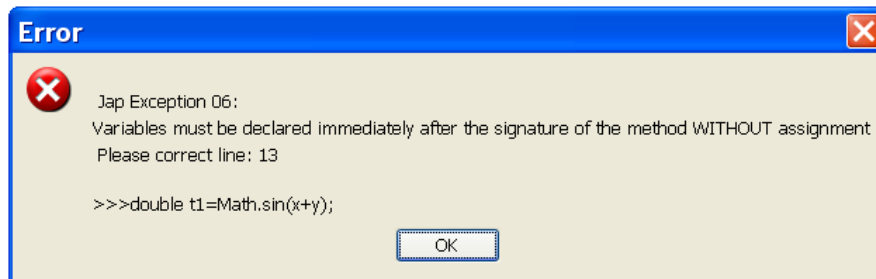 Error
Jap Exception 06:
Variables must be declared immediately after the signature of the method WITHOUT assignment
Please correct line: 13
>>>double t1=Math.sin(x+y);
OK